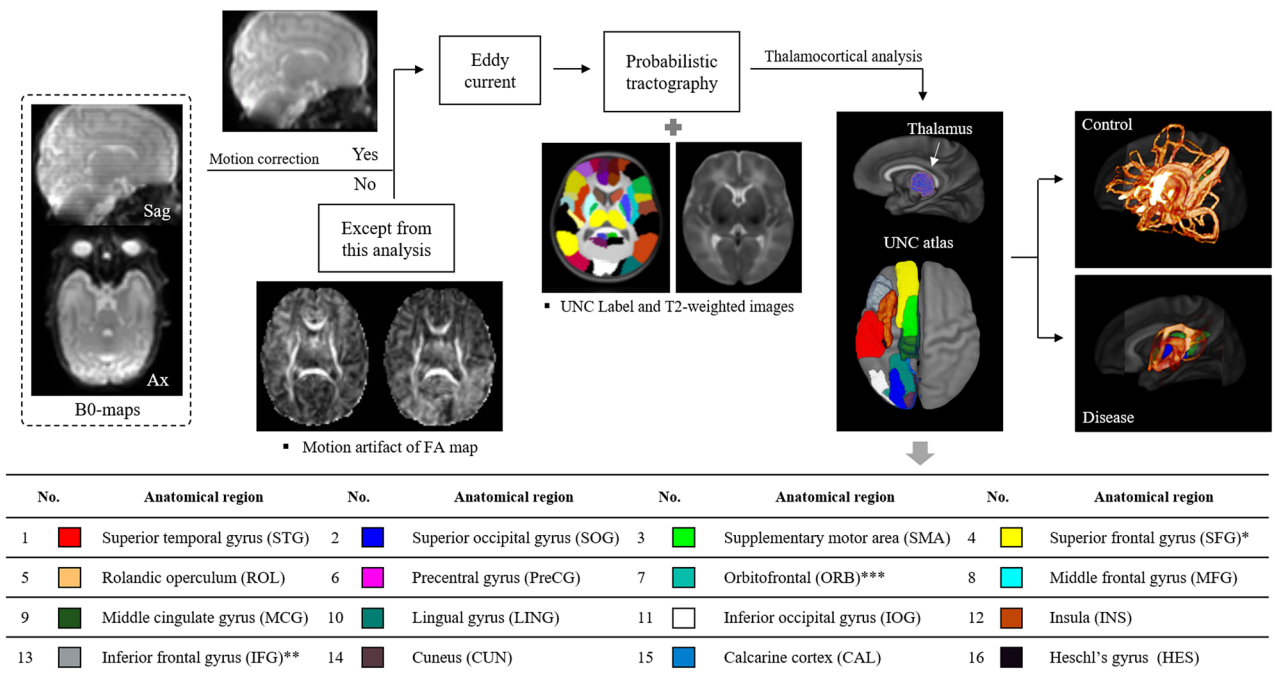 Sag
Ax
B0-maps
Motion correction
Yes
No
Except from
this analysis
▪ Motion artifact of FA map
Eddy
current
Probabilistic
tractography
▪ UNC Label and T2-weighted images
Thalamocortical analysis
Thalamus
UNC atlas
Control
Disease
No. Anatomical region No. Anatomical region No. Anatomical region No. Anatomical region
1 Superior temporal gyrus (STG) 2 Superior occipital gyrus (SOG) 3 Supplementary motor area (SMA) 4 Superior frontal gyrus (SFG)*
5 Rolandic operculum (ROL) 6 Precentral gyrus (PreCG) 7 Orbitofrontal (ORB)*** 8 Middle frontal gyrus (MFG)
9 Middle cingulate gyrus (MCG) 10 Lingual gyrus (LING) 11 Inferior occipital gyrus (IOG) 12 Insula (INS)
13 Inferior frontal gyrus (IFG)** 14 Cuneus (CUN) 15 Calcarine cortex (CAL) 16 Heschl's gyrus (HES)